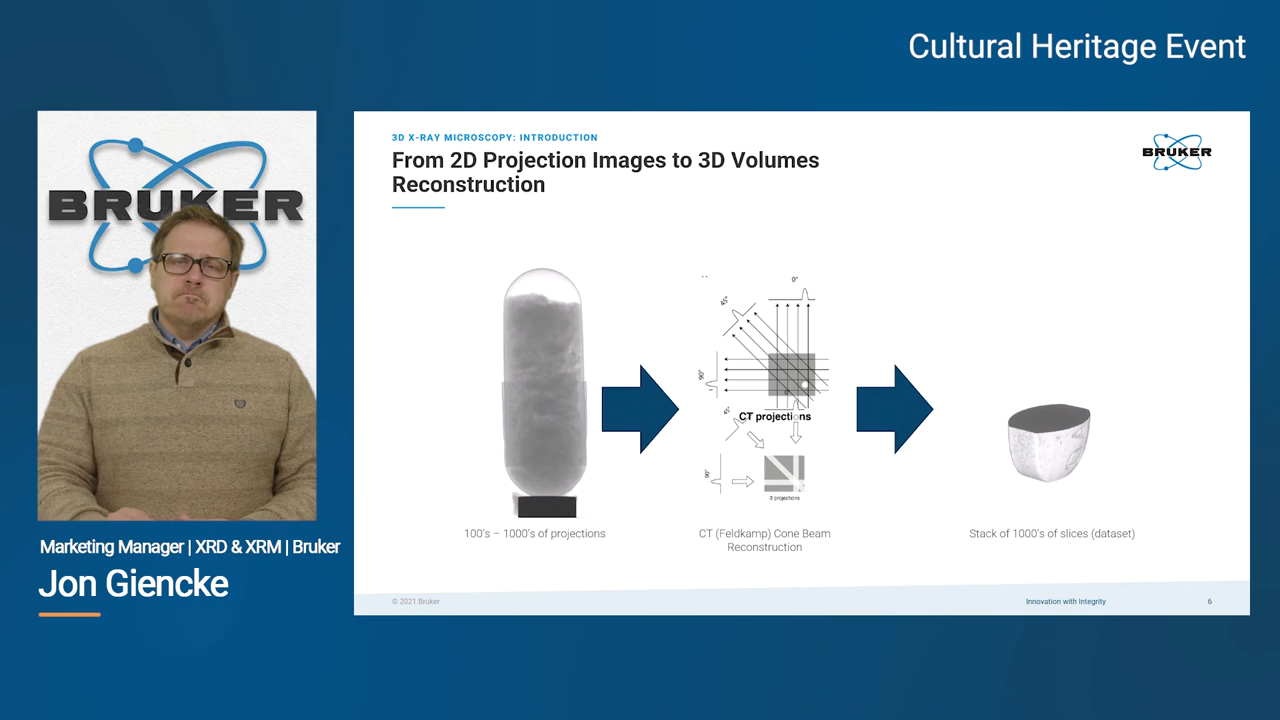 Cultural Heritage Event
BRUKER
Marketing Manager | XRD & XRM | Bruker
Jon Giencke
3D X-RAY MICROSCOPY: INTRODUCTION
From 2D Projection Images to 3D Volumes
Reconstruction
BRUKER
0°
45°
90°
45°
CT projections
90°
3 projections
100's – 1000's of projections
CT (Feldkamp) Cone Beam
Reconstruction
Stack of 1000's of slices (dataset)
© 2021 Bruker
Innovation with Integrity
6